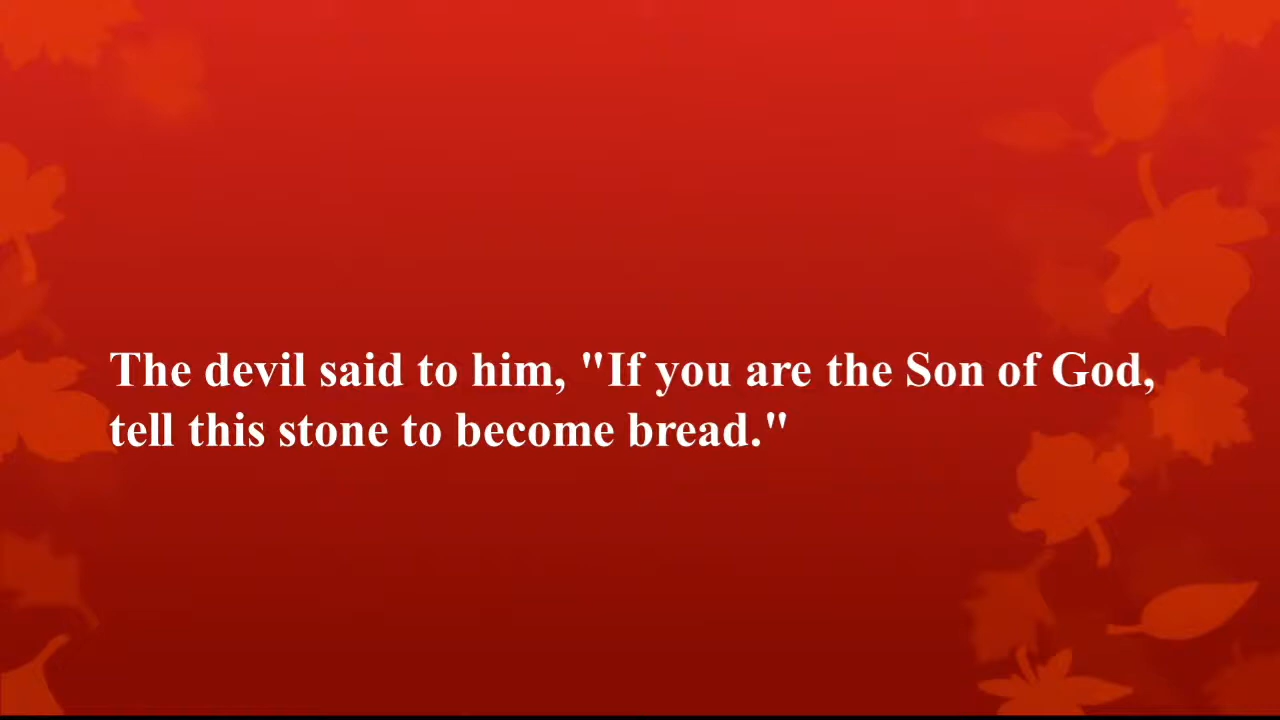 The devil said to him, "If you are the Son of God,
tell this stone to become bread."